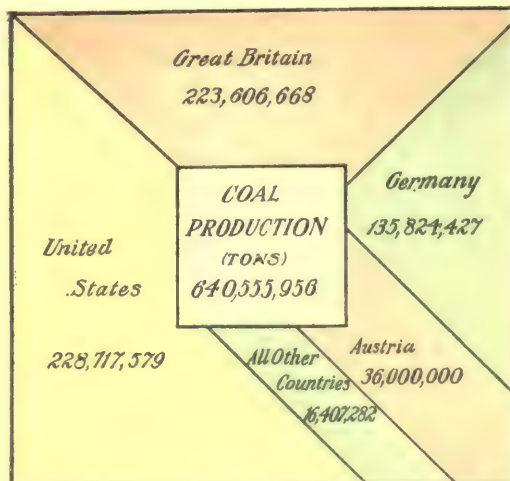 Great Britain
223,606,668
COAL
PRODUCTION
(TONS)
640,555,956
Germany
135,824,427
United
States
228,717,579
All Other
Countries
16,407,282
Austria
36,000,000